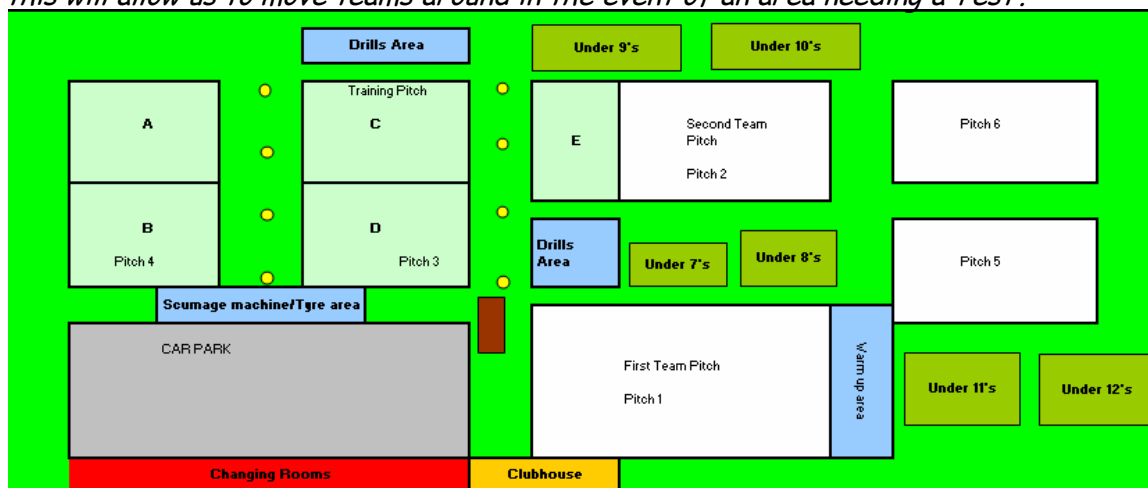 this will allow us to move teams around in the event of an area needing a rest.
Drills Area
Under 9's
Under 10's
A
Training Pitch
C
E
Second Team
Pitch
Pitch 2
Pitch 6
B
Pitch 4
D
Pitch 3
Drills
Area
Under 7's
Under 8's
Pitch 5
Scumage machine/Tyre area
CAR PARK
First Team Pitch
Pitch 1
Warm up area
Under 11's
Under 12's
Changing Rooms
Clubhouse